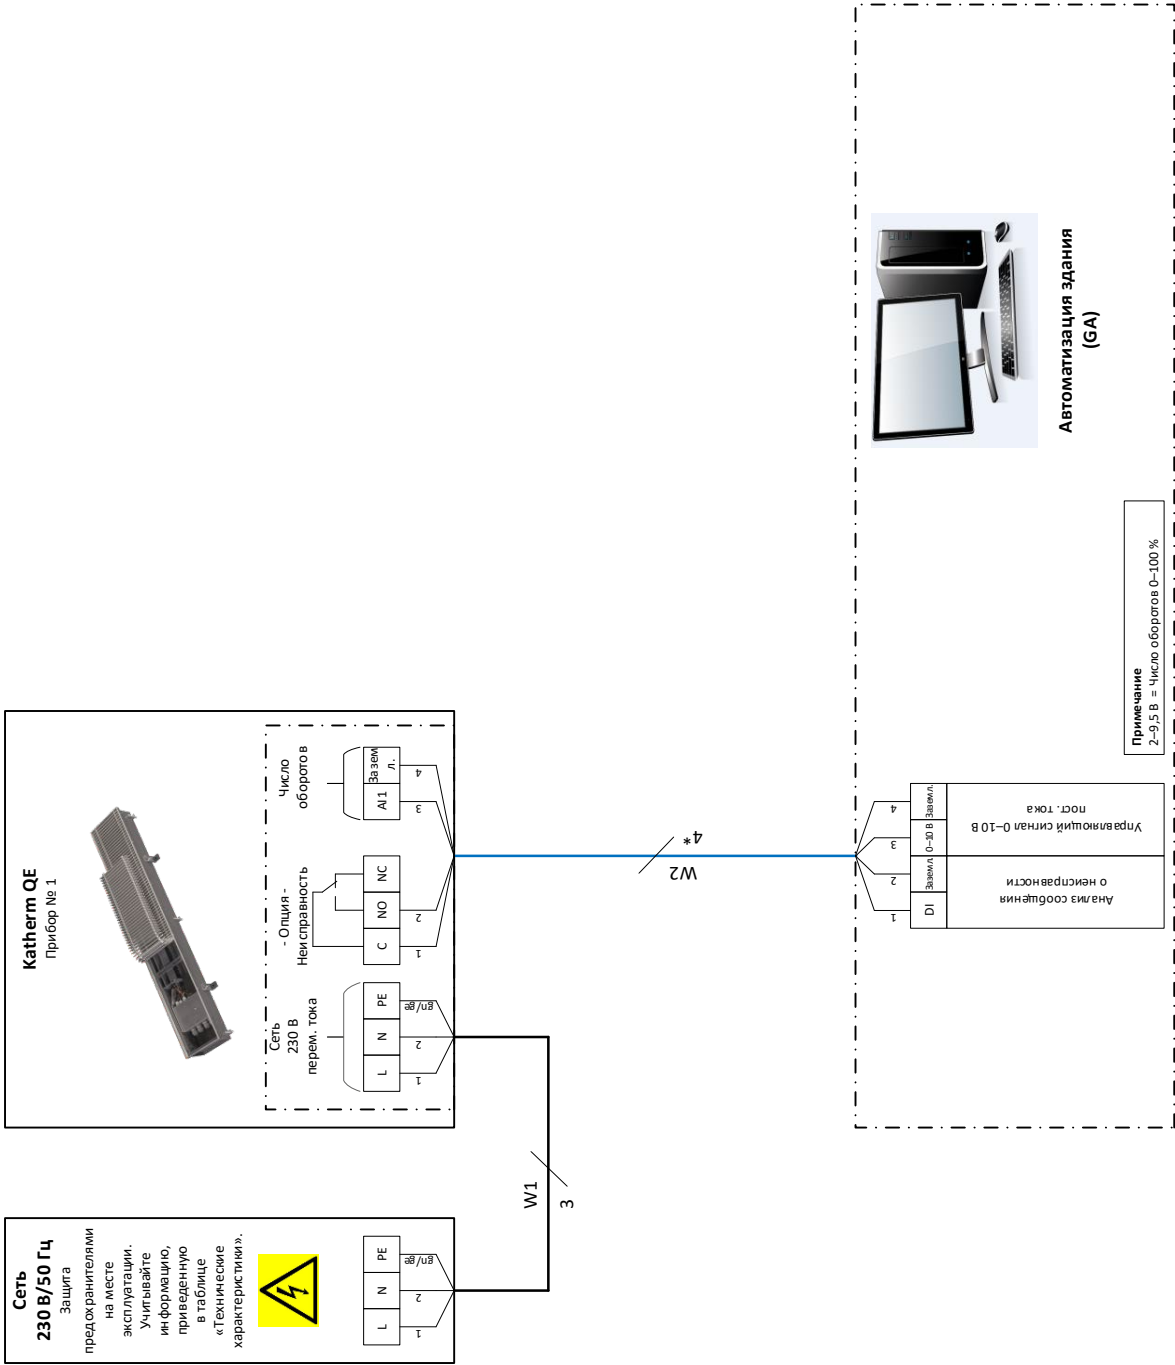 Сеть
230 В/50 Гц
Защита
предохранителями
на месте
эксплуатации.
Учитывайте
информацию,
приведенную
в таблице
«Технические
характеристики».
L
N
PE
1
2
gn/ge
W1
3
Katherm QE
Прибор № 1
Сеть
230 В
перем. тока
L
N
PE
1
2
gn/ge
- Опция -
Неисправность
C
NO
NC
1
2
Число
оборотов
AI1
Зазем
л.
3
4
W2
4*
1
2
3
4
DI
Заземл.
0–10 В
Заземл.
Анализ сообщения
о неисправности
Управляющий сигнал 0–10 В
пост. тока
Примечание
2–9,5 В = Число оборотов 0–100 %
Автоматизация здания
(GA)